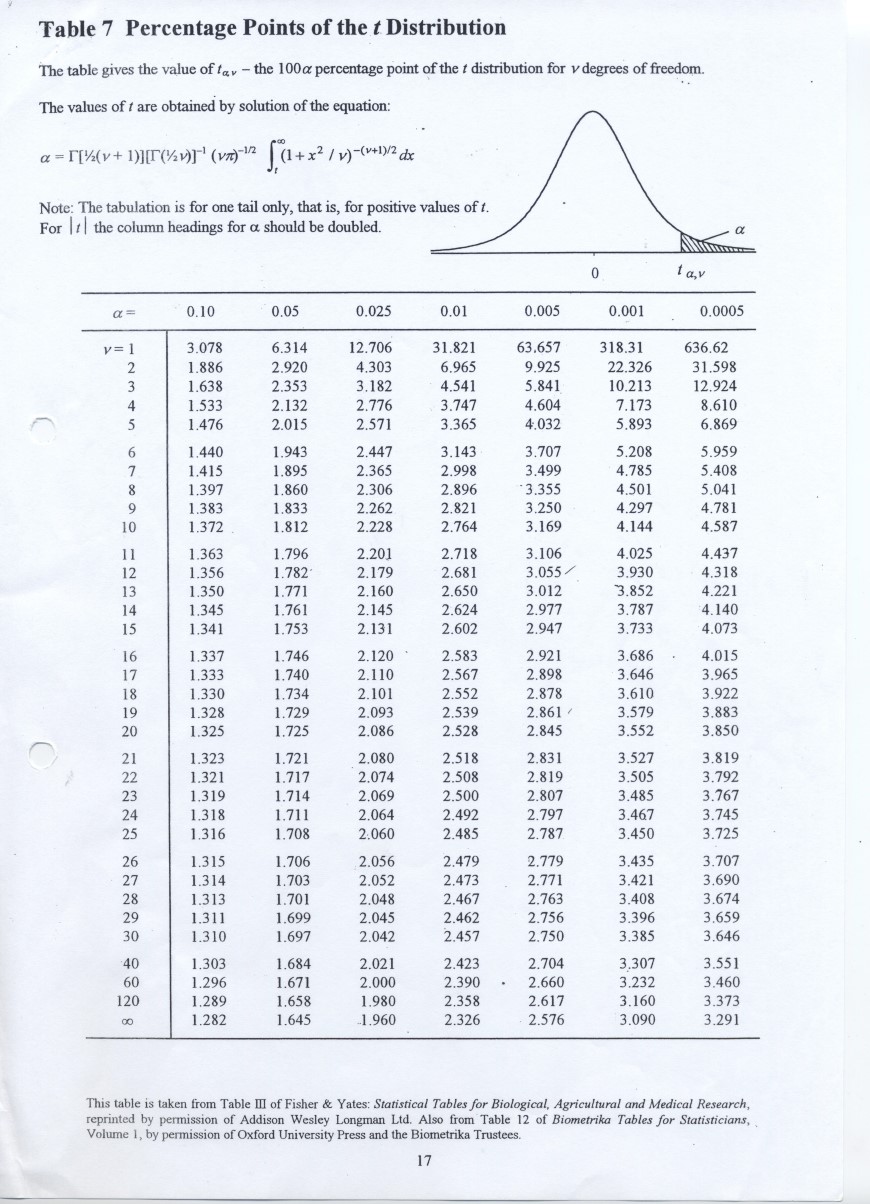 Table 7 Percentage Points of the t Distribution
The table gives the value of tα,ν – the 100α percentage point of the t distribution for ν degrees of freedom.
The values of t are obtained by solution of the equation:
α = Γ[½(ν + 1)][Γ(½ν)]⁻¹ (νπ)⁻¹/² ∫t∞ (1 + x² / ν)⁻(ν+1)/² dx
Note: The tabulation is for one tail only, that is, for positive values of t.
For |t| the column headings for α should be doubled.
α
0 tα,ν
α = 0.10 0.05 0.025 0.01 0.005 0.001 0.0005
ν = 1 3.078 6.314 12.706 31.821 63.657 318.31 636.62
2 1.886 2.920 4.303 6.965 9.925 22.326 31.598
3 1.638 2.353 3.182 4.541 5.841 10.213 12.924
4 1.533 2.132 2.776 3.747 4.604 7.173 8.610
5 1.476 2.015 2.571 3.365 4.032 5.893 6.869
6 1.440 1.943 2.447 3.143 3.707 5.208 5.959
7 1.415 1.895 2.365 2.998 3.499 4.785 5.408
8 1.397 1.860 2.306 2.896 3.355 4.501 5.041
9 1.383 1.833 2.262 2.821 3.250 4.297 4.781
10 1.372 1.812 2.228 2.764 3.169 4.144 4.587
11 1.363 1.796 2.201 2.718 3.106 4.025 4.437
12 1.356 1.782 2.179 2.681 3.055 3.930 4.318
13 1.350 1.771 2.160 2.650 3.012 3.852 4.221
14 1.345 1.761 2.145 2.624 2.977 3.787 4.140
15 1.341 1.753 2.131 2.602 2.947 3.733 4.073
16 1.337 1.746 2.120 2.583 2.921 3.686 4.015
17 1.333 1.740 2.110 2.567 2.898 3.646 3.965
18 1.330 1.734 2.101 2.552 2.878 3.610 3.922
19 1.328 1.729 2.093 2.539 2.861 3.579 3.883
20 1.325 1.725 2.086 2.528 2.845 3.552 3.850
21 1.323 1.721 2.080 2.518 2.831 3.527 3.819
22 1.321 1.717 2.074 2.508 2.819 3.505 3.792
23 1.319 1.714 2.069 2.500 2.807 3.485 3.767
24 1.318 1.711 2.064 2.492 2.797 3.467 3.745
25 1.316 1.708 2.060 2.485 2.787 3.450 3.725
26 1.315 1.706 2.056 2.479 2.779 3.435 3.707
27 1.314 1.703 2.052 2.473 2.771 3.421 3.690
28 1.313 1.701 2.048 2.467 2.763 3.408 3.674
29 1.311 1.699 2.045 2.462 2.756 3.396 3.659
30 1.310 1.697 2.042 2.457 2.750 3.385 3.646
40 1.303 1.684 2.021 2.423 2.704 3.307 3.551
60 1.296 1.671 2.000 2.390 2.660 3.232 3.460
120 1.289 1.658 1.980 2.358 2.617 3.160 3.373
∞ 1.282 1.645 1.960 2.326 2.576 3.090 3.291
This table is taken from Table III of Fisher & Yates: Statistical Tables for Biological, Agricultural and Medical Research,
reprinted by permission of Addison Wesley Longman Ltd. Also from Table 12 of Biometrika Tables for Statisticians,
Volume 1, by permission of Oxford University Press and the Biometrika Trustees.
17